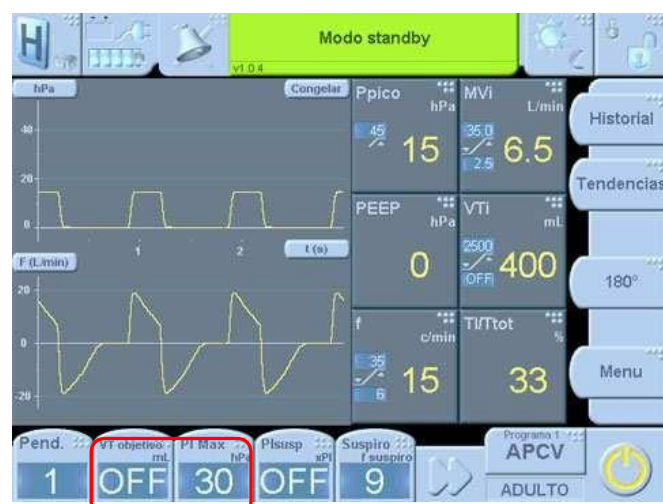 H
Modo standby
v1.0.4
hPa
Congelar
40
20
0
1
2
t (s)
F (L/min)
20
0
-20
Ppico
hPa
45
15
MVi
L/min
35.0
2.5
6.5
PEEP
hPa
0
VTi
mL
2500
OFF
400
f
c/min
35
6
15
TI/Ttot
%
33
Historial
Tendencias
180°
Menu
Pend.
1
VT objetivo
mL
OFF
PI Max
hPa
30
PIsusp
xPI
OFF
Suspiro
f suspiro
9
Programa 1
APCV
ADULTO